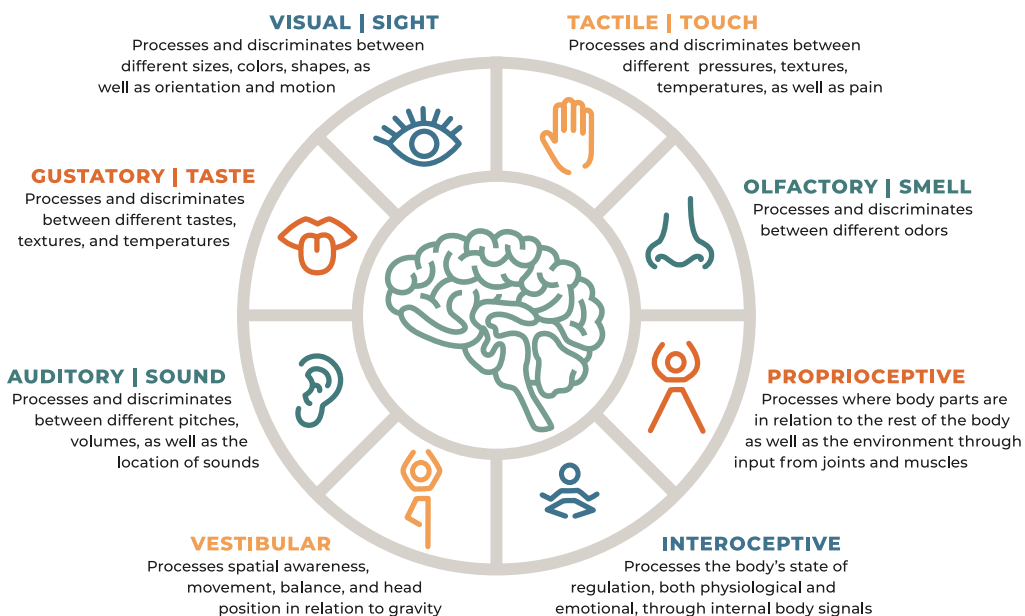 VISUAL | SIGHT
Processes and discriminates between
different sizes, colors, shapes, as
well as orientation and motion
TACTILE | TOUCH
Processes and discriminates between
different pressures, textures,
temperatures, as well as pain
GUSTATORY | TASTE
Processes and discriminates
between different tastes,
textures, and temperatures
OLFACTORY | SMELL
Processes and discriminates
between different odors
AUDITORY | SOUND
Processes and discriminates
between different pitches,
volumes, as well as the
location of sounds
PROPRIOCEPTIVE
Processes where body parts are
in relation to the rest of the body
as well as the environment through
input from joints and muscles
VESTIBULAR
Processes spatial awareness,
movement, balance, and head
position in relation to gravity
INTEROCEPTIVE
Processes the body's state of
regulation, both physiological and
emotional, through internal body signals